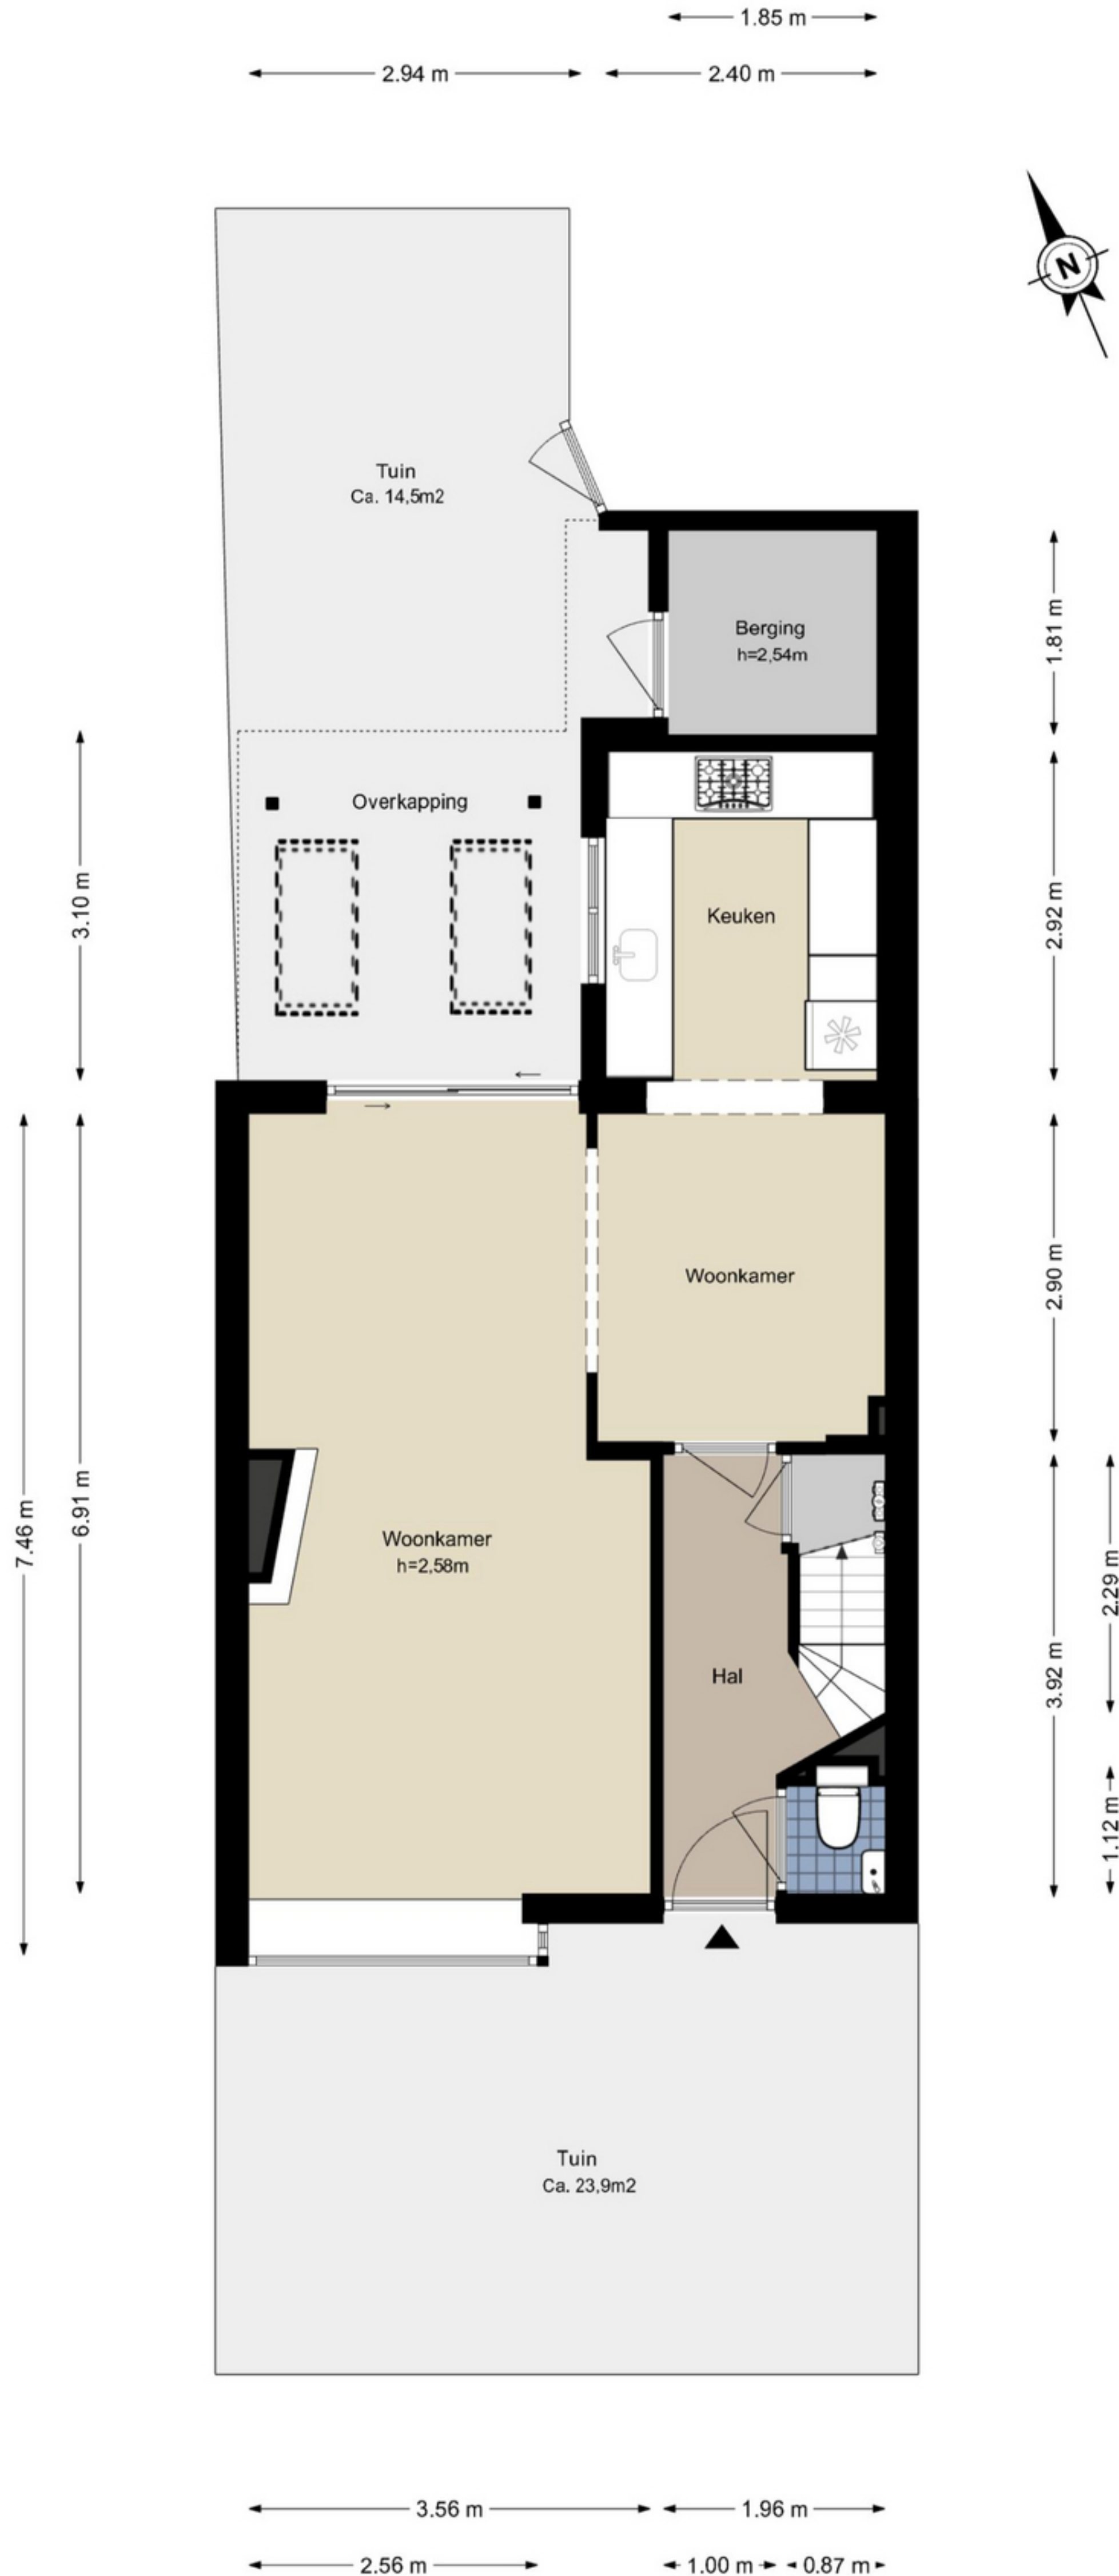 1.85 m
2.94 m
2.40 m
N
Tuin
Ca. 14,5m2
Berging
h=2,54m
1.81 m
Overkapping
3.10 m
Keuken
2.92 m
Woonkamer
2.90 m
Woonkamer
h=2,58m
7.46 m
6.91 m
Hal
3.92 m
2.29 m
1.12 m
Tuin
Ca. 23,9m2
3.56 m
1.96 m
2.56 m
1.00 m
0.87 m